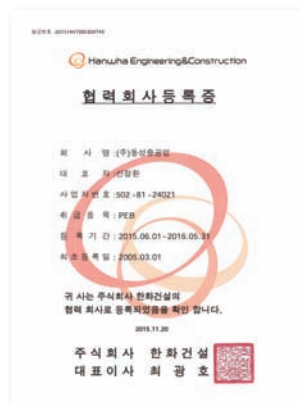 Hanwha Engineering&Construction
협력회사등록증
회 사 명 :(주)동성중공업
대 표 자
사업자번호 :502-81-24021
취급품목 : PEB
등록기간 : 2015.06.01~2016.05.31
최초등록일 : 2005.03.01
귀 사는 주식회사 한화건설의
협력 회사로 등록되었음을 확인 합니다.
2015.11.20
주식회사 한화건설
대표이사 최광호